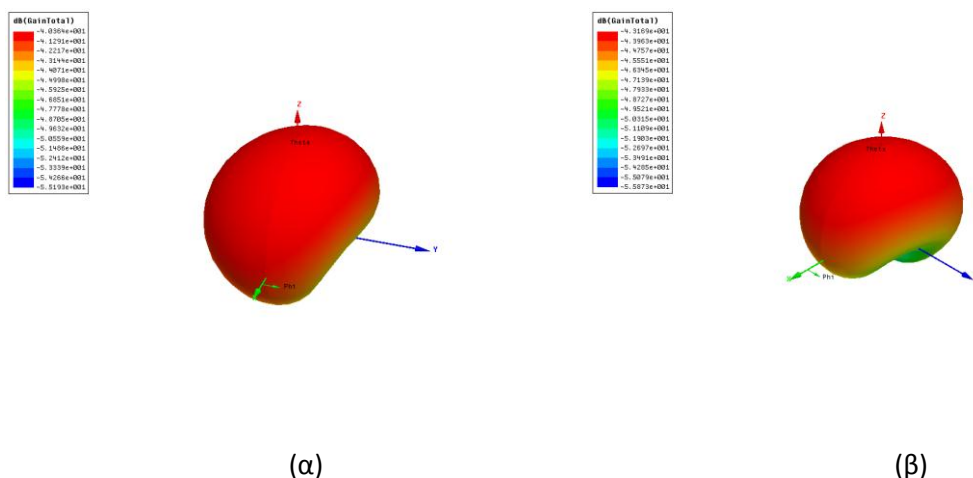 dB(GainTotal)
-4.0364e+001
-4.1291e+001
-4.2217e+001
-4.3144e+001
-4.4071e+001
-4.4998e+001
-4.5925e+001
-4.6851e+001
-4.7778e+001
-4.8705e+001
-4.9632e+001
-5.0559e+001
-5.1486e+001
-5.2412e+001
-5.3339e+001
-5.4266e+001
-5.5193e+001
Z
Theta
Y
Phi
(α)
dB(GainTotal)
-4.3169e+001
-4.3963e+001
-4.4757e+001
-4.5551e+001
-4.6345e+001
-4.7139e+001
-4.7933e+001
-4.8727e+001
-4.9521e+001
-5.0315e+001
-5.1109e+001
-5.1903e+001
-5.2697e+001
-5.3491e+001
-5.4285e+001
-5.5079e+001
-5.5873e+001
Z
Theta
Phi
(β)